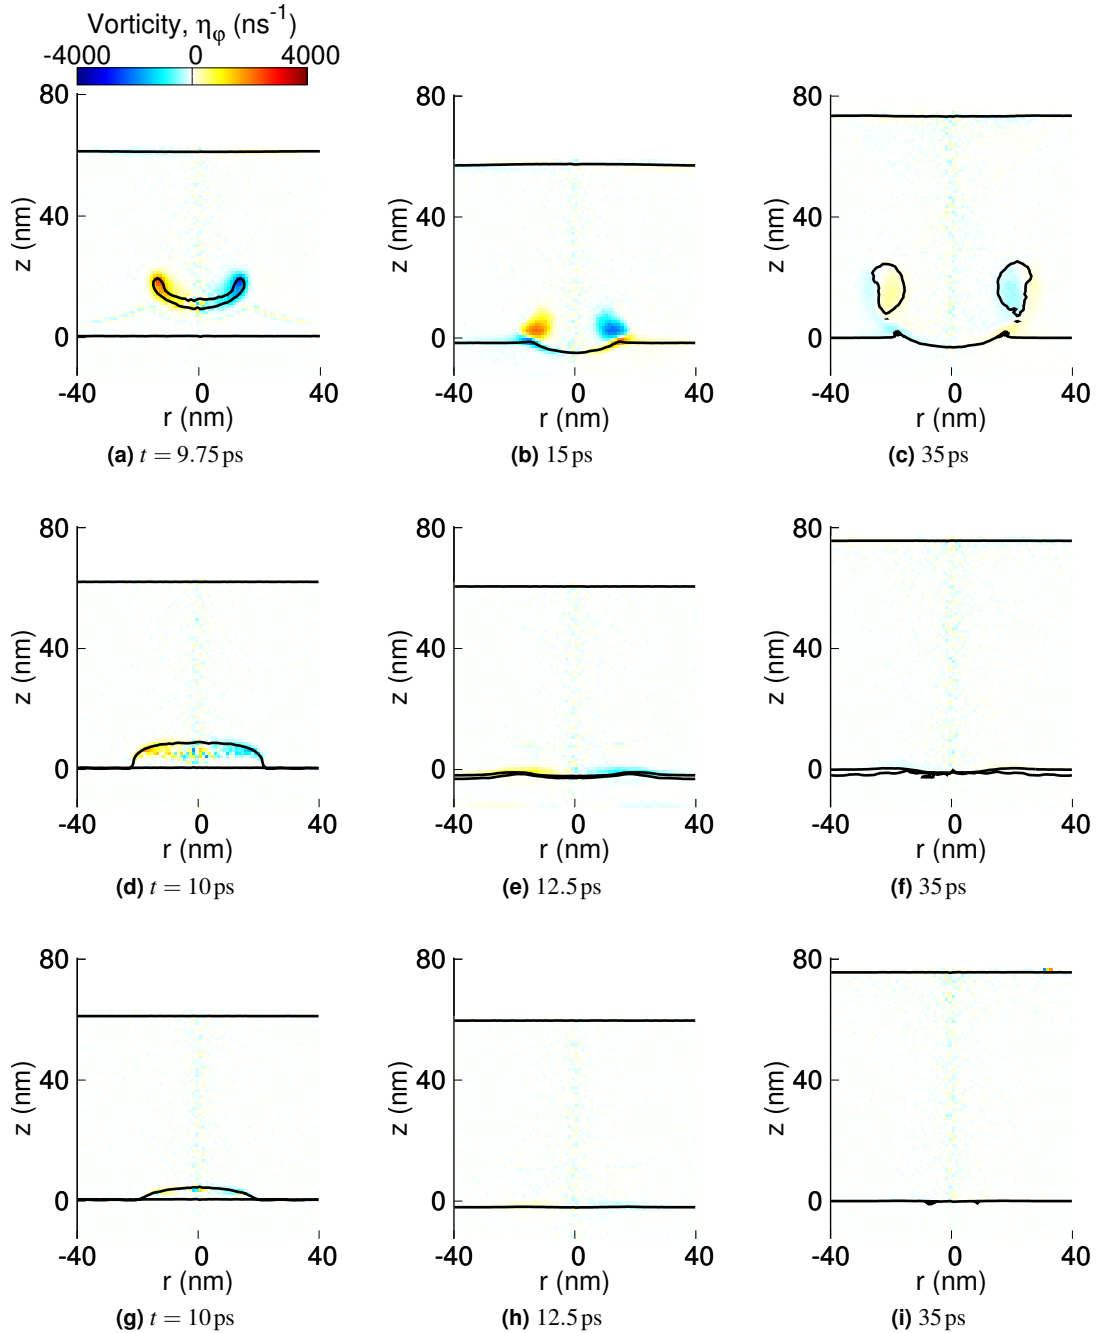 Vorticity, ηφ (ns-1)
-4000 0 4000
80
40
0
z (nm)
-40 0 40
r (nm)
(a) t = 9.75 ps
80
40
0
z (nm)
-40 0 40
r (nm)
(b) 15 ps
80
40
0
z (nm)
-40 0 40
r (nm)
(c) 35 ps
80
40
0
z (nm)
-40 0 40
r (nm)
(d) t = 10 ps
80
40
0
z (nm)
-40 0 40
r (nm)
(e) 12.5 ps
80
40
0
z (nm)
-40 0 40
r (nm)
(f) 35 ps
80
40
0
z (nm)
-40 0 40
r (nm)
(g) t = 10 ps
80
40
0
z (nm)
-40 0 40
r (nm)
(h) 12.5 ps
80
40
0
z (nm)
-40 0 40
r (nm)
(i) 35 ps